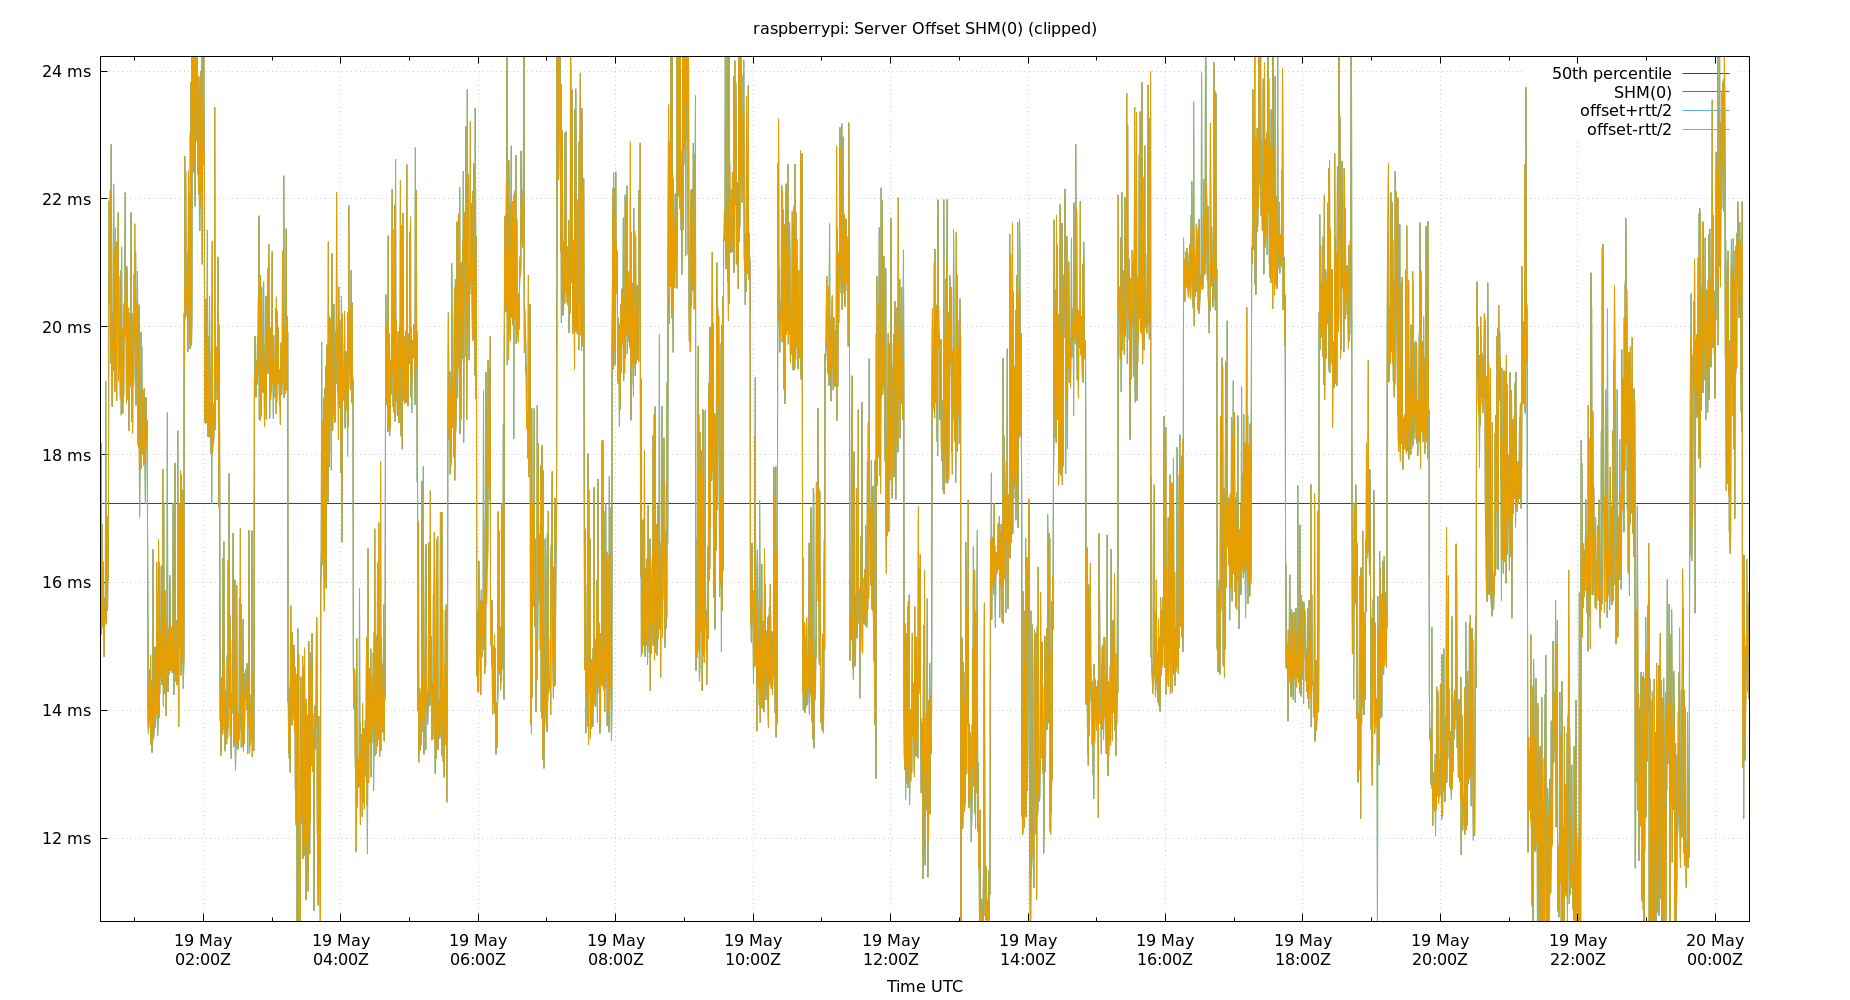 raspberrypi: Server Offset SHM(0) (clipped)
24 ms
22 ms
20 ms
18 ms
16 ms
14 ms
12 ms
50th percentile
SHM(0)
offset+rtt/2
offset-rtt/2
19 May 02:00Z
19 May 04:00Z
19 May 06:00Z
19 May 08:00Z
19 May 10:00Z
19 May 12:00Z
19 May 14:00Z
19 May 16:00Z
19 May 18:00Z
19 May 20:00Z
19 May 22:00Z
20 May 00:00Z
Time UTC